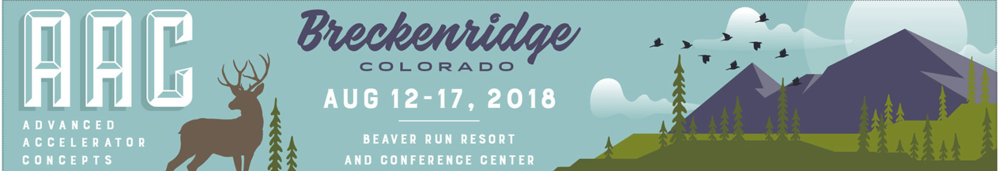 AAC
ADVANCED
ACCELERATOR
CONCEPTS
Breckenridge
COLORADO
AUG 12-17, 2018
BEAVER RUN RESORT
AND CONFERENCE CENTER